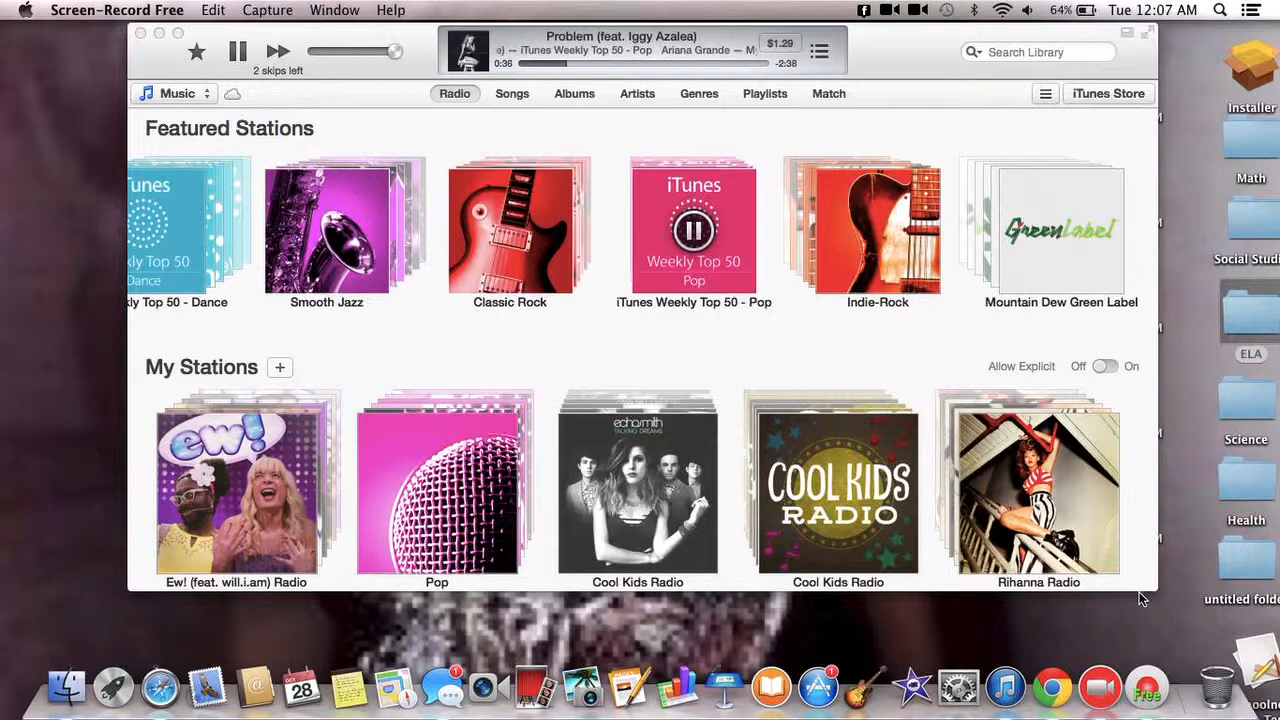 Screen-Record Free Edit Capture Window Help 64% Tue 12:07 AM
Problem (feat. Iggy Azalea)
e) — iTunes Weekly Top 50 - Pop Ariana Grande — M
$1.29
0:36 -2:38
2 skips left
Search Library
Music Radio Songs Albums Artists Genres Playlists Match iTunes Store
Featured Stations
iTunes
Weekly Top 50
Pop
Tunes
kly Top 50
Dance
GreenLabel
kly Top 50 - Dance Smooth Jazz Classic Rock iTunes Weekly Top 50 - Pop Indie-Rock Mountain Dew Green Label
My Stations +
Allow Explicit Off On
ew!
echosmith
TALKING DREAMS
COOL KIDS
RADIO
Ew! (feat. will.i.am) Radio Pop Cool Kids Radio Cool Kids Radio Rihanna Radio
Installer
Math
Social Studi
ELA
Science
Health
untitled folde
28
1
1
Free